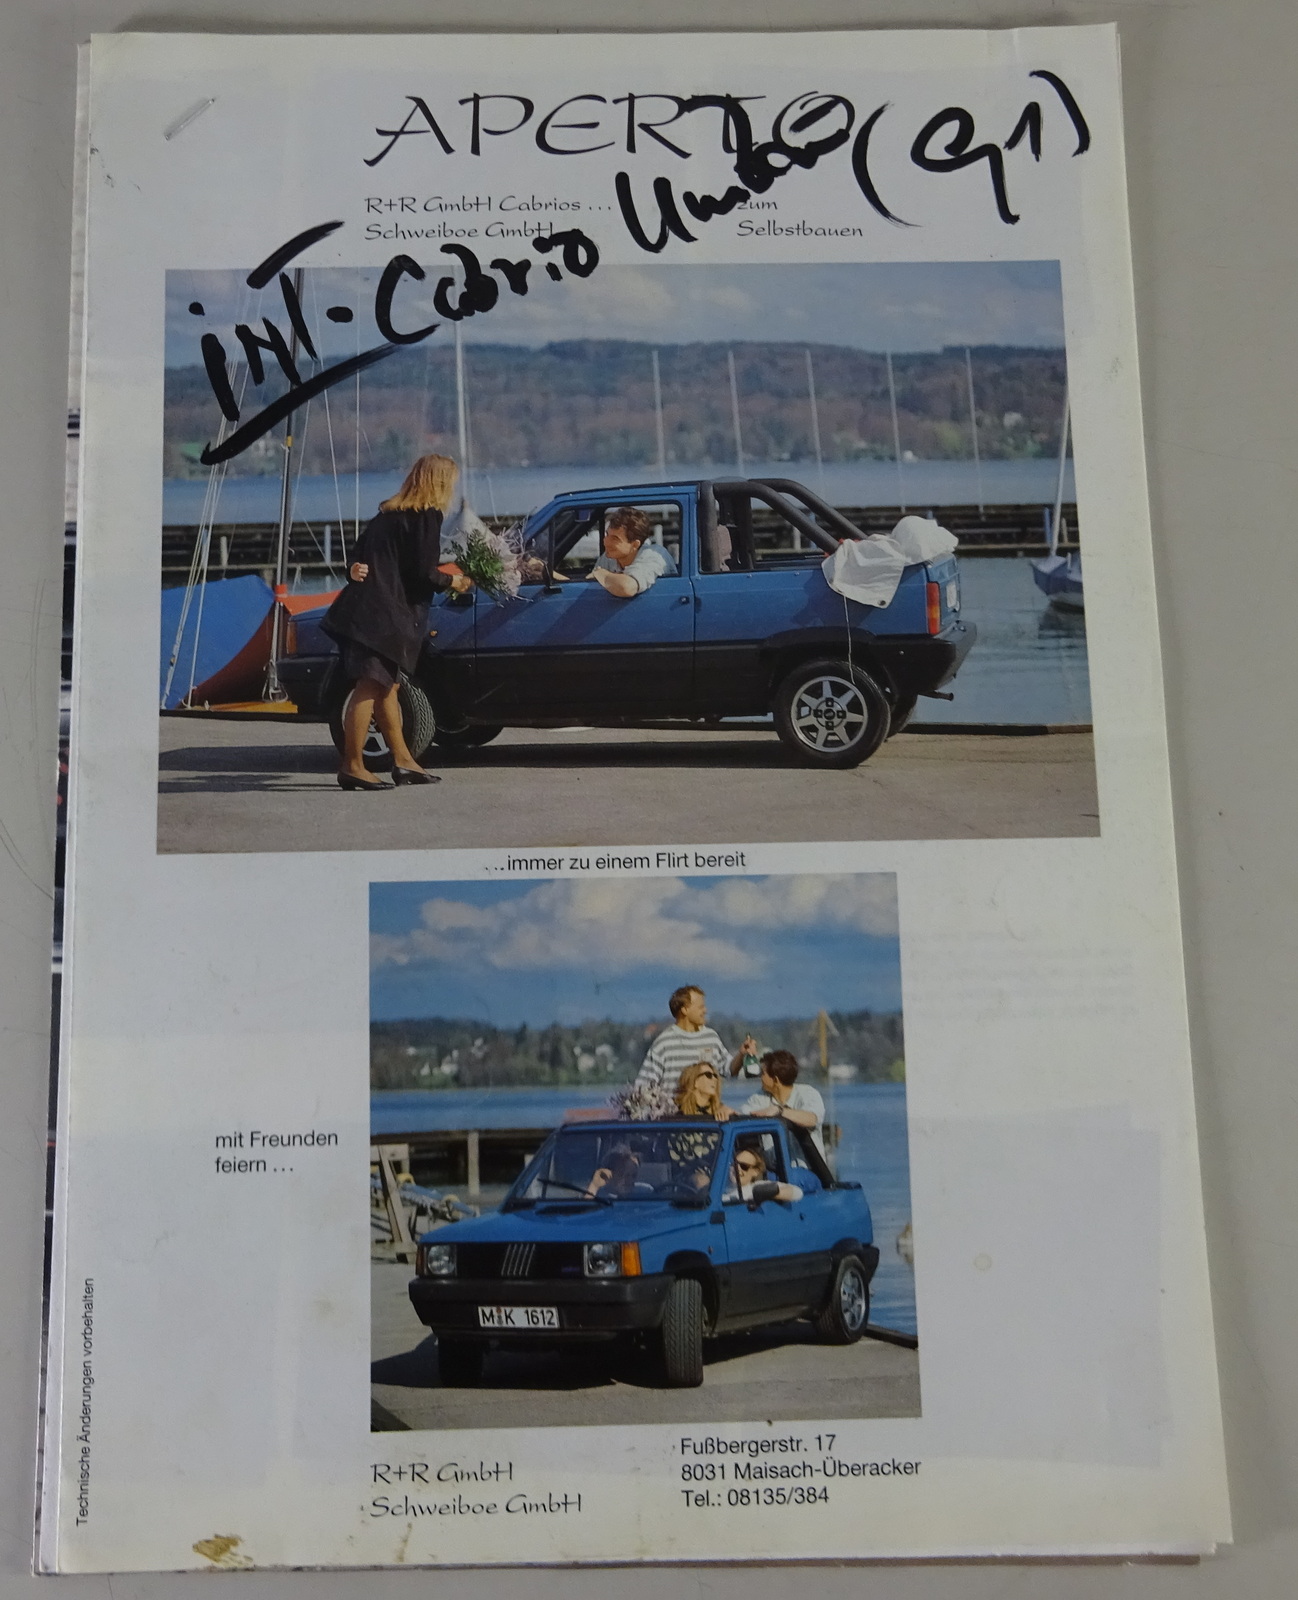 APERTO
(91)
R+R GmbH Cabrios ...
Schweiboe GmbH
zum
Selbstbauen
INT.-Cabrio Umbau
...immer zu einem Flirt bereit
mit Freunden
feiern ...
M K 1612
Technische Änderungen vorbehalten
R+R GmbH
Schweiboe GmbH
Fußbergerstr. 17
8031 Maisach-Überacker
Tel.: 08135/384